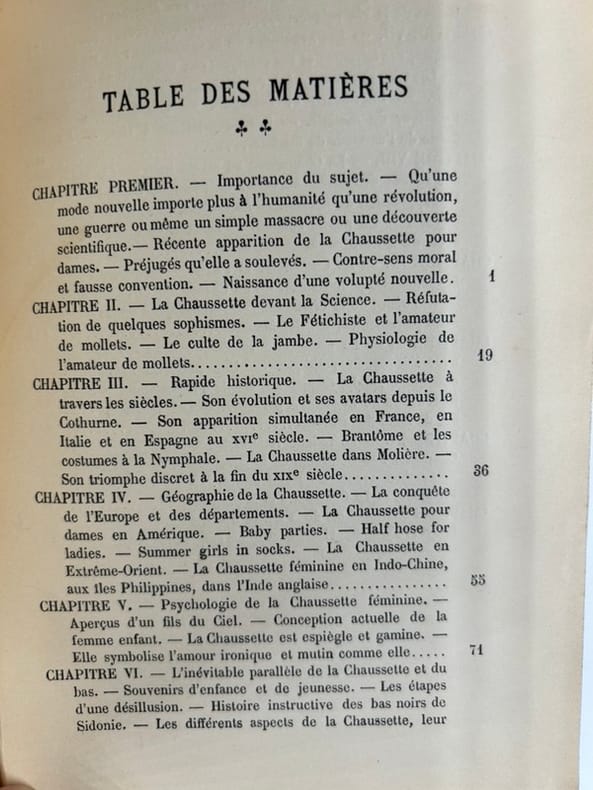 TABLE DES MATIÈRES
♣ ♣
CHAPITRE PREMIER. — Importance du sujet. — Qu'une
mode nouvelle importe plus à l'humanité qu'une révolution,
une guerre ou même un simple massacre ou une découverte
scientifique. — Récente apparition de la Chaussette pour
dames. — Préjugés qu'elle a soulevés. — Contre-sens moral
et fausse convention. — Naissance d'une volupté nouvelle. 1
CHAPITRE II. — La Chaussette devant la Science. — Réfuta-
tion de quelques sophismes. — Le Fétichiste et l'amateur
de mollets. — Le culte de la jambe. — Physiologie de
l'amateur de mollets.................................. 19
CHAPITRE III. — Rapide historique. — La Chaussette à
travers les siècles. — Son évolution et ses avatars depuis le
Cothurne. — Son apparition simultanée en France, en
Italie et en Espagne au XVIe siècle. — Brantôme et les
costumes à la Nymphale. — La Chaussette dans Molière. —
Son triomphe discret à la fin du XIXe siècle.............. 36
CHAPITRE IV. — Géographie de la Chaussette. — La conquête
de l'Europe et des départements. — La Chaussette pour
dames en Amérique. — Baby parties. — Half hose for
ladies. — Summer girls in socks. — La Chaussette en
Extrême-Orient. — La Chaussette féminine en Indo-Chine,
aux îles Philippines, dans l'Inde anglaise............... 55
CHAPITRE V. — Psychologie de la Chaussette féminine. —
Aperçus d'un fils du Ciel. — Conception actuelle de la
femme enfant. — La Chaussette est espiègle et gamine. —
Elle symbolise l'amour ironique et mutin comme elle..... 71
CHAPITRE VI. — L'inévitable parallèle de la Chaussette et du
bas. — Souvenirs d'enfance et de jeunesse. — Les étapes
d'une désillusion. — Histoire instructive des bas noirs de
Sidonie. — Les différents aspects de la Chaussette, leur